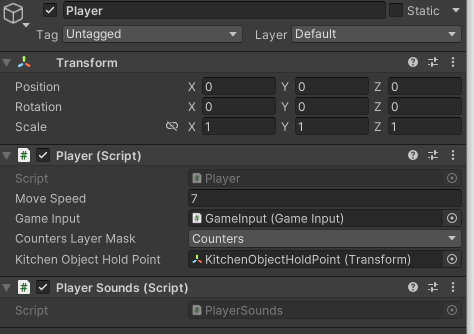 Player Static
Tag Untagged Layer Default
Transform
Position X 0 Y 0 Z 0
Rotation X 0 Y 0 Z 0
Scale X 1 Y 1 Z 1
# Player (Script)
Script # Player
Move Speed 7
Game Input # GameInput (Game Input)
Counters Layer Mask Counters
Kitchen Object Hold Point KitchenObjectHoldPoint (Transform)
# Player Sounds (Script)
Script # PlayerSounds